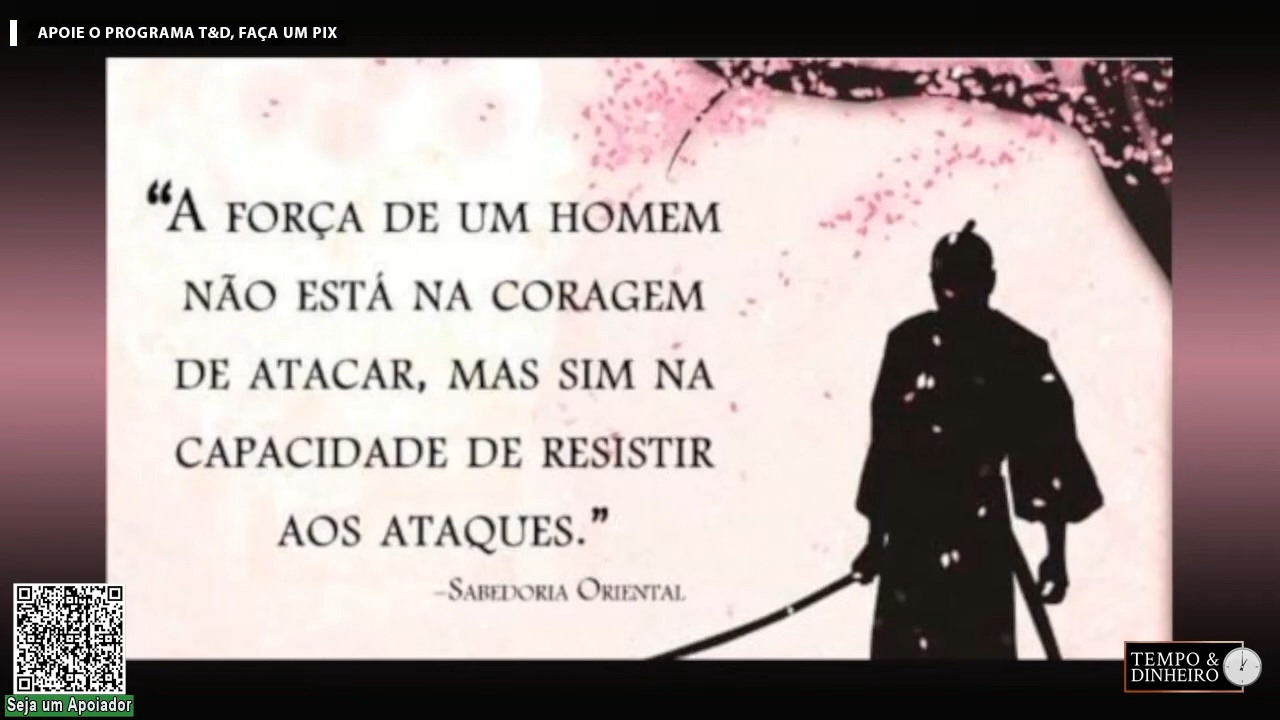 APOIE O PROGRAMA T&D, FAÇA UM PIX
“A FORÇA DE UM HOMEM
NÃO ESTÁ NA CORAGEM
DE ATACAR, MAS SIM NA
CAPACIDADE DE RESISTIR
AOS ATAQUES.”
–SABEDORIA ORIENTAL
Seja um Apoiador
TEMPO &
DINHEIRO